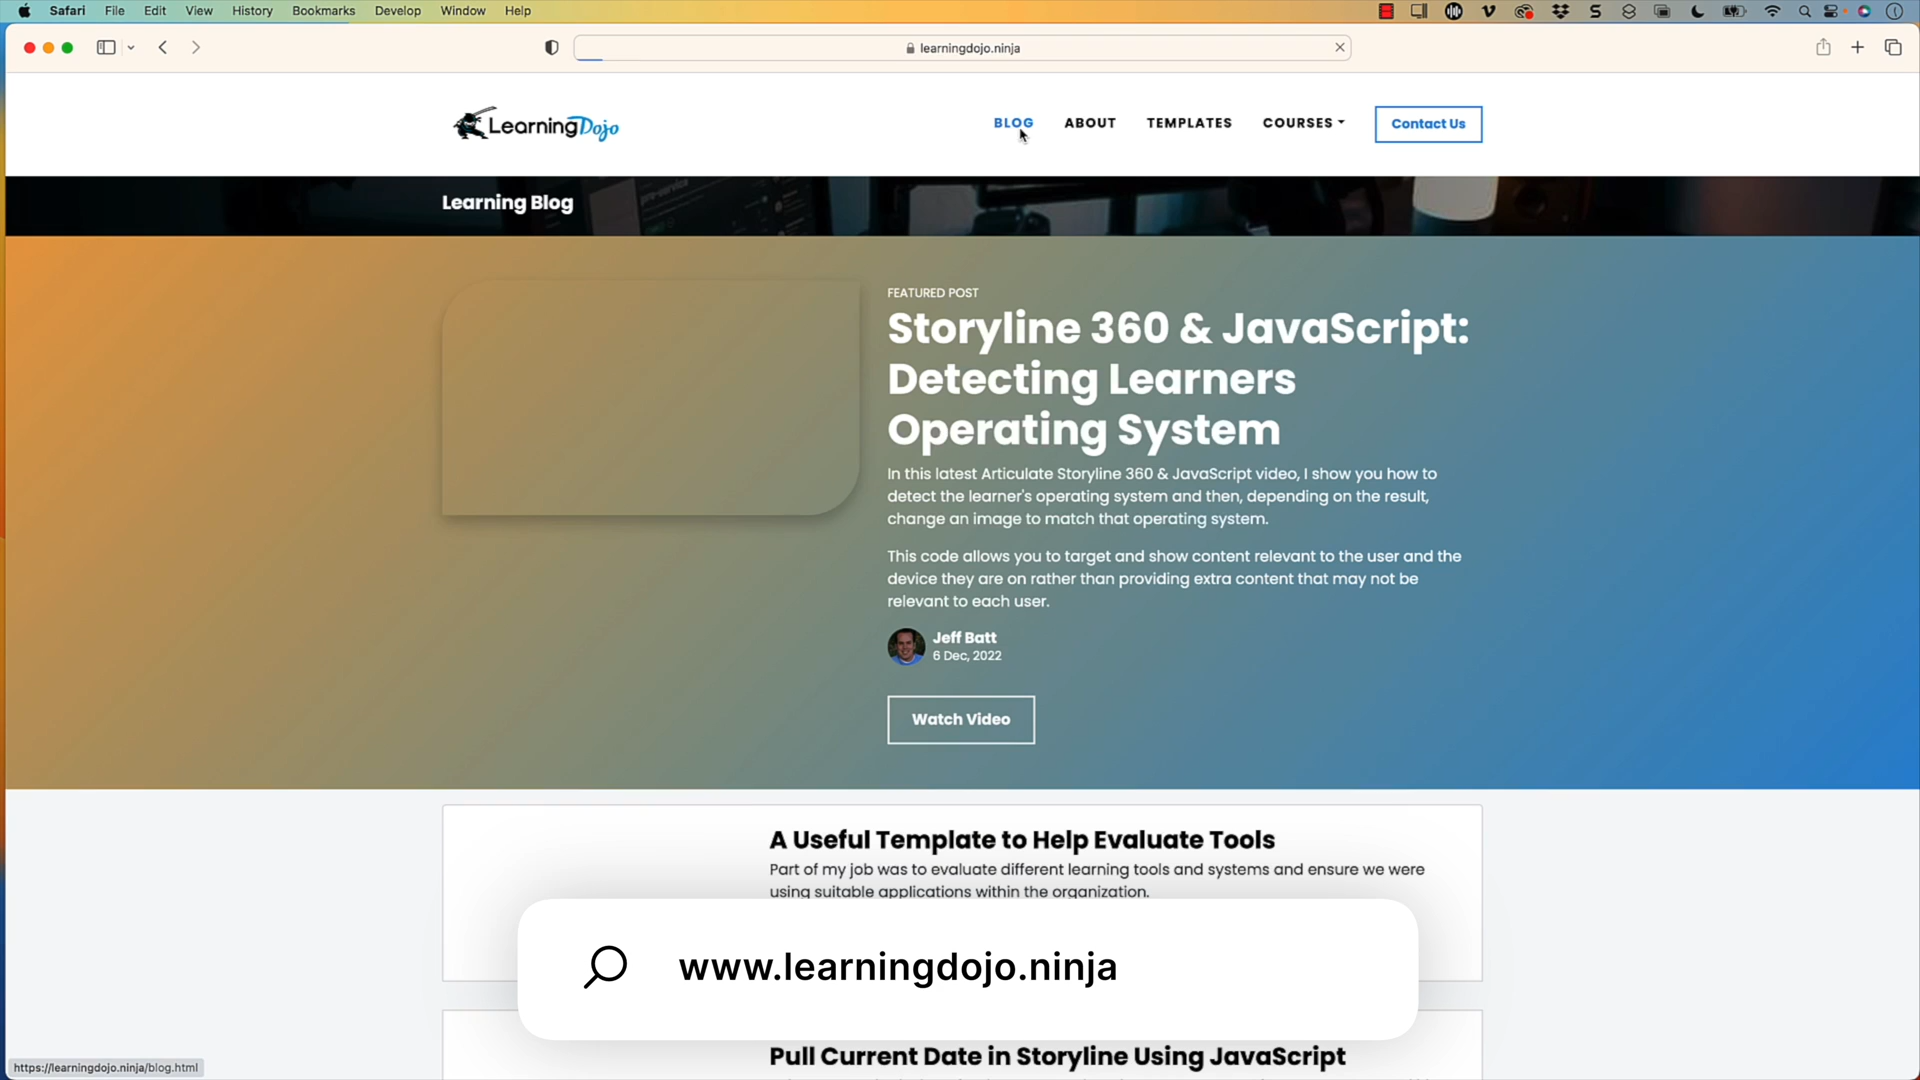 Safari File Edit View History Bookmarks Develop Window Help
learningdojo.ninja
LearningDojo
BLOG ABOUT TEMPLATES COURSES Contact Us
Learning Blog
FEATURED POST
Storyline 360 & JavaScript:
Detecting Learners
Operating System
In this latest Articulate Storyline 360 & JavaScript video, I show you how to
detect the learner's operating system and then, depending on the result,
change an image to match that operating system.
This code allows you to target and show content relevant to the user and the
device they are on rather than providing extra content that may not be
relevant to each user.
Jeff Batt
6 Dec, 2022
Watch Video
A Useful Template to Help Evaluate Tools
Part of my job was to evaluate different learning tools and systems and ensure we were
using suitable applications within the organization.
www.learningdojo.ninja
Pull Current Date in Storyline Using JavaScript
https://learningdojo.ninja/blog.html